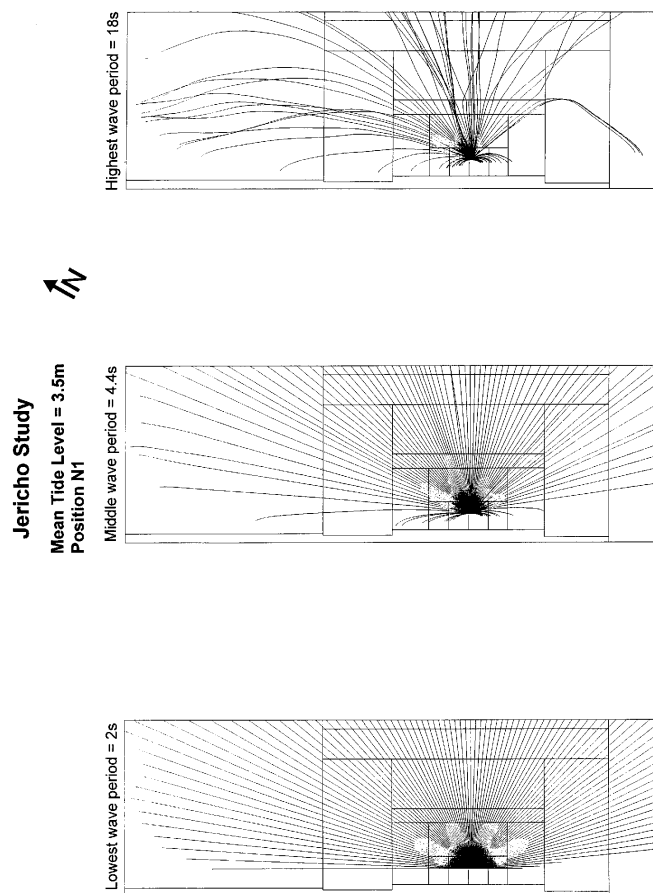 Jericho Study
Mean Tide Level = 3.5m
Position N1
Lowest wave period = 2s
Middle wave period = 4.4s
Highest wave period = 18s
N